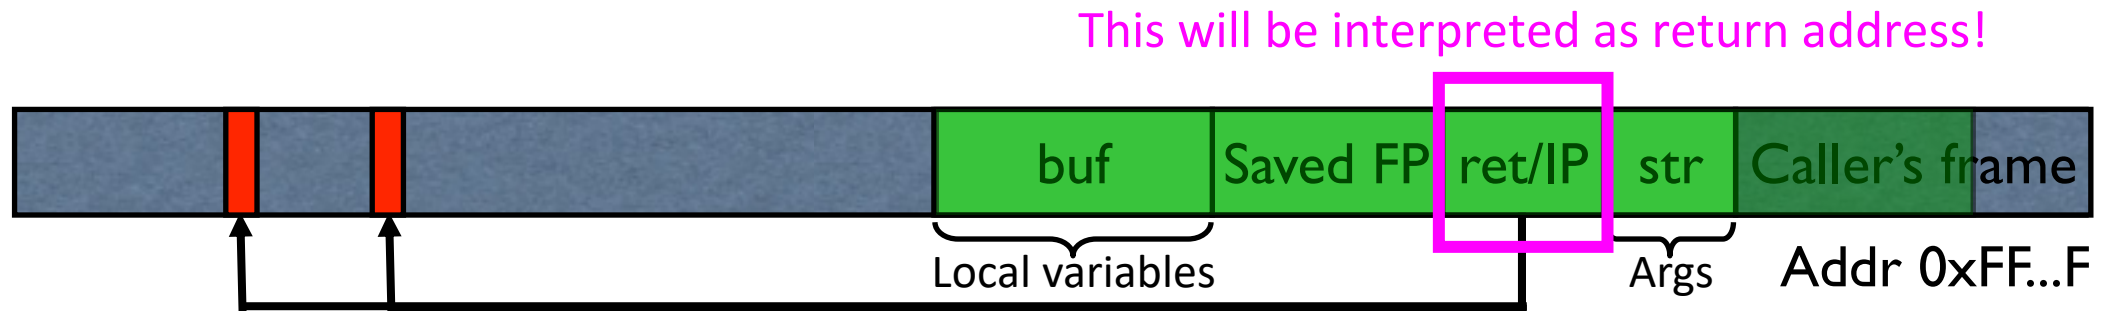 This will be interpreted as return address!
buf Saved FP ret/IP str Caller's frame
Local variables Args Addr 0xFF...F